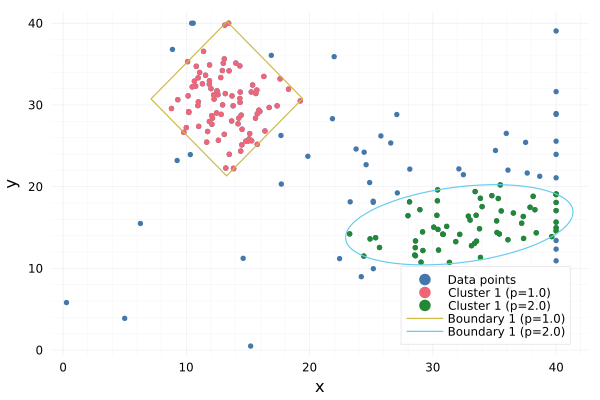 40
30
20
10
0
y
0
10
20
30
40
x
Data points
Cluster 1 (p=1.0)
Cluster 1 (p=2.0)
Boundary 1 (p=1.0)
Boundary 1 (p=2.0)